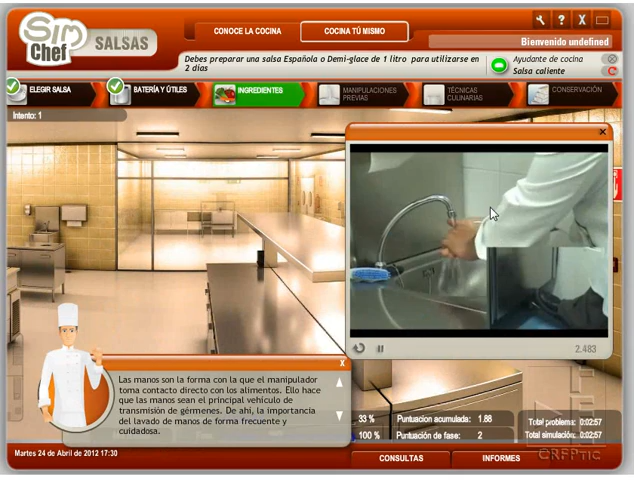 Sim
Chef
SALSAS
CONOCE LA COCINA
COCINA TÚ MISMO
?
X
Bienvenido undefined
Debes preparar una salsa Española o Demi-glace de 1 litro para utilizarse en
2 dias
Ayudante de cocina
Salsa caliente
ELEGIR SALSA
BATERÍA Y ÚTILES
INGREDIENTES
MANIPULACIONES
PREVIAS
TÉCNICAS
CULINARIAS
CONSERVACIÓN
Intento: 1
2.483
X
Las manos son la forma con la que el manipulador
toma contacto directo con los alimentos. Ello hace
que las manos sean el principal vehículo de
transmisión de gérmenes. De ahí, la importancia
del lavado de manos de forma frecuente y
cuidadosa.
33 %
Puntuacion acumulada: 1.86
Total problema: 0:02:57
100 %
Puntuación de fase: 2
Total simulación: 0:02:57
Martes 24 de Abril de 2012 17:30
CONSULTAS
INFORMES
CRFPTIC